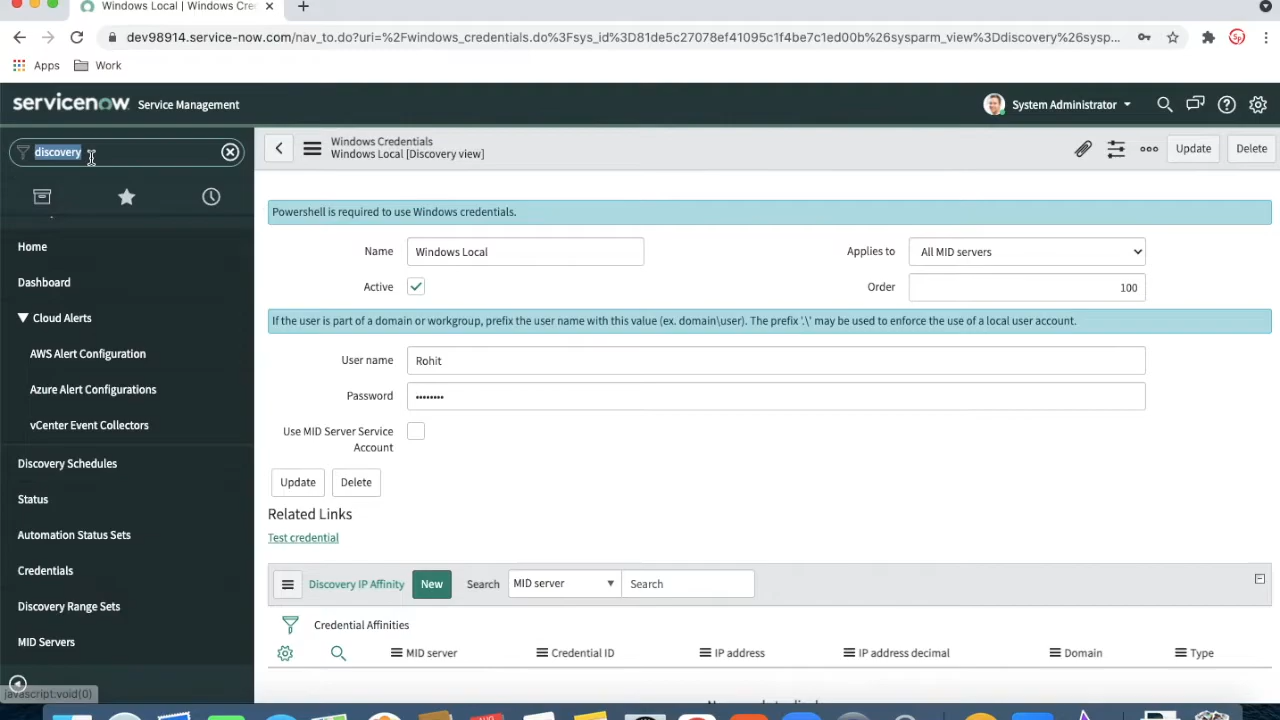 Windows Local | Windows Cre
dev98914.service-now.com/nav_to.do?uri=%2Fwindows_credentials.do%3Fsys_id%3D81de5c27078ef41095c1f4be7c1ed00b%26sysparm_view%3Ddiscovery%26sysp...
Apps
Work
servicenow Service Management
System Administrator
discovery
Windows Credentials
Windows Local [Discovery view]
Update
Delete
Home
Dashboard
Cloud Alerts
AWS Alert Configuration
Azure Alert Configurations
vCenter Event Collectors
Discovery Schedules
Status
Automation Status Sets
Credentials
Discovery Range Sets
MID Servers
javascript:void(0)
Powershell is required to use Windows credentials.
Name Windows Local
Applies to All MID servers
Active
Order 100
If the user is part of a domain or workgroup, prefix the user name with this value (ex. domain\user). The prefix '.\' may be used to enforce the use of a local user account.
User name Rohit
Password ••••••••
Use MID Server Service
Account
Update Delete
Related Links
Test credential
Discovery IP Affinity New Search MID server Search
Credential Affinities
MID server Credential ID IP address IP address decimal Domain Type